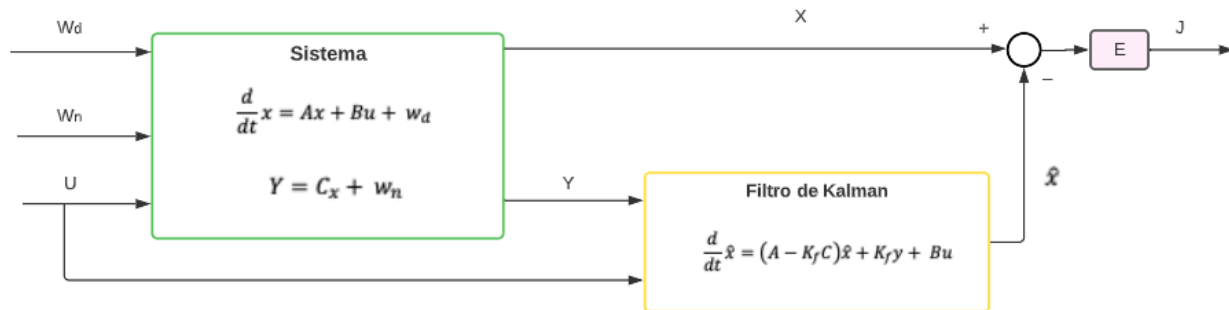 Wd
X
+
J
Sistema
E
d/dt x = Ax + Bu + w_d
−
Wn
Y = C_x + w_n
U
Y
x̂
Filtro de Kalman
d/dt x̂ = (A − K_f C)x̂ + K_f y + Bu